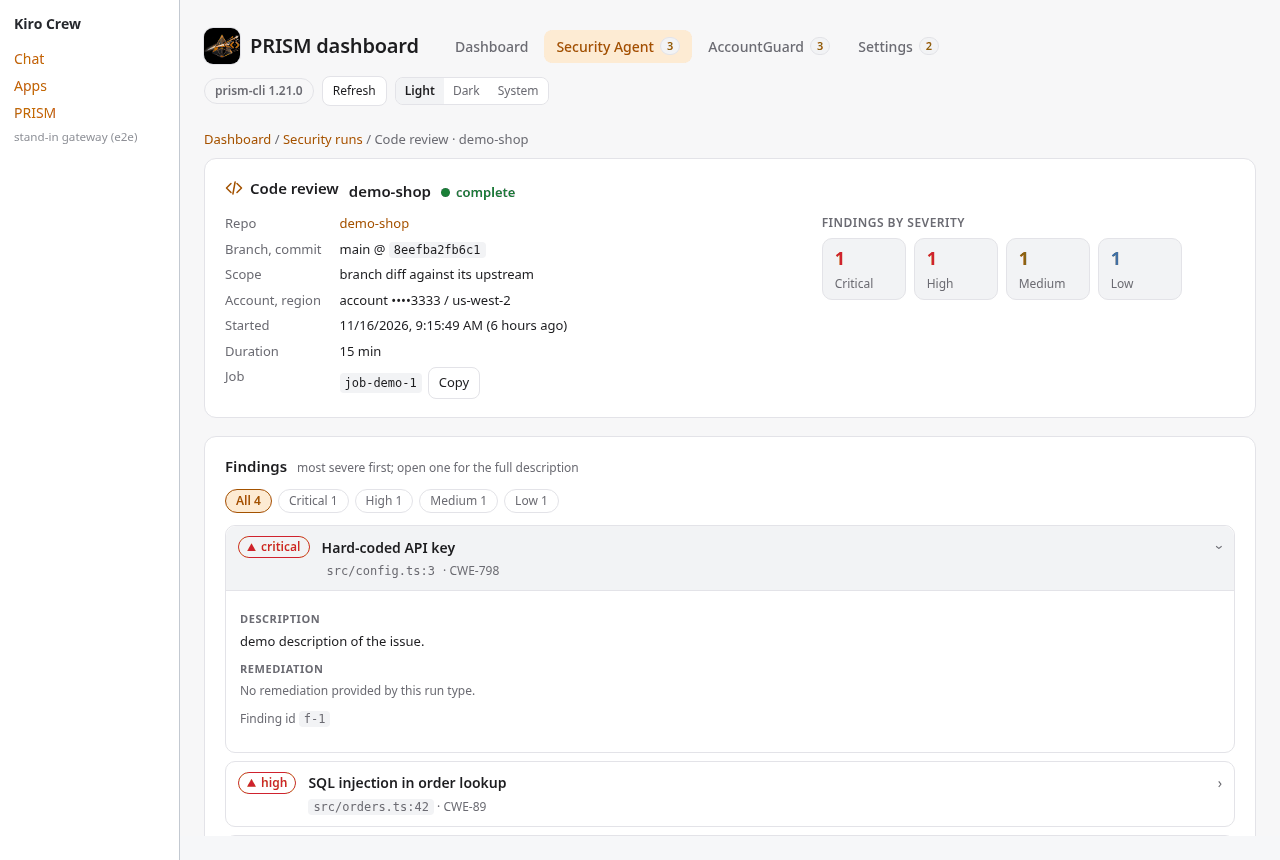 Kiro Crew
Chat
Apps
PRISM
stand-in gateway (e2e)
PRISM dashboard
Dashboard
Security Agent 3
AccountGuard 3
Settings 2
prism-cli 1.21.0
Refresh
Light
Dark
System
Dashboard / Security runs / Code review · demo-shop
Code review demo-shop complete
Repo demo-shop
Branch, commit main @ 8eefba2fb6c1
Scope branch diff against its upstream
Account, region account ••••3333 / us-west-2
Started 11/16/2026, 9:15:49 AM (6 hours ago)
Duration 15 min
Job job-demo-1 Copy
FINDINGS BY SEVERITY
1 Critical
1 High
1 Medium
1 Low
Findings most severe first; open one for the full description
All 4
Critical 1
High 1
Medium 1
Low 1
critical Hard-coded API key
src/config.ts:3 · CWE-798
DESCRIPTION
demo description of the issue.
REMEDIATION
No remediation provided by this run type.
Finding id f-1
high SQL injection in order lookup
src/orders.ts:42 · CWE-89